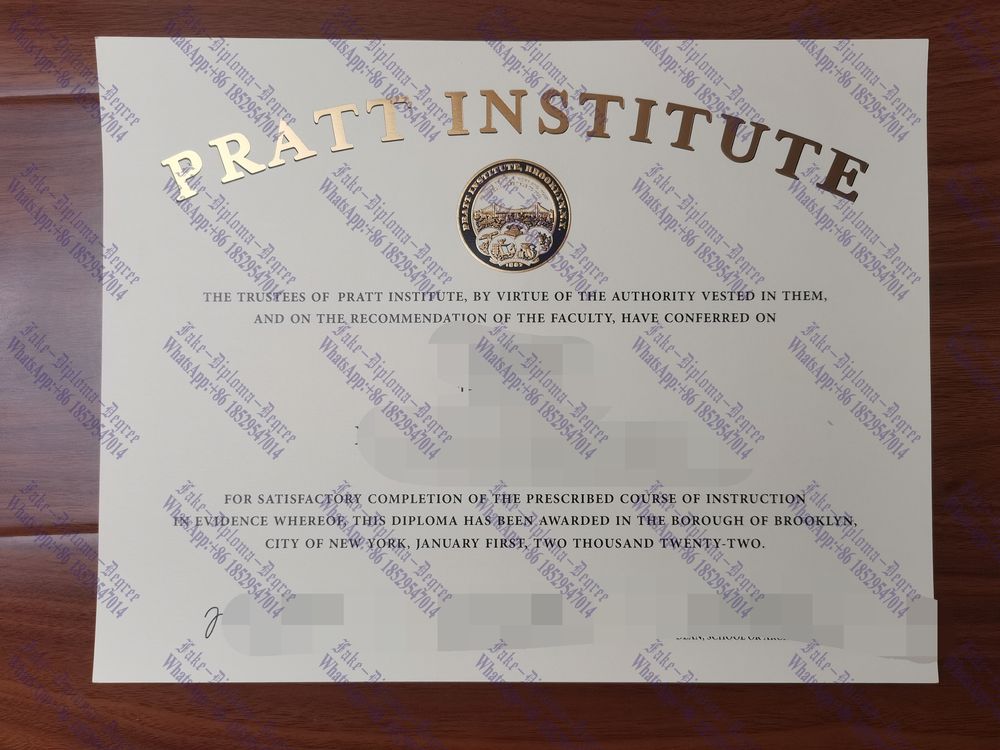 PRATT INSTITUTE
PRATT INSTITUTE, BROOKLYN, N.Y.
1887
THE TRUSTEES OF PRATT INSTITUTE, BY VIRTUE OF THE AUTHORITY VESTED IN THEM,
AND ON THE RECOMMENDATION OF THE FACULTY, HAVE CONFERRED ON
FOR SATISFACTORY COMPLETION OF THE PRESCRIBED COURSE OF INSTRUCTION
IN EVIDENCE WHEREOF, THIS DIPLOMA HAS BEEN AWARDED IN THE BOROUGH OF BROOKLYN,
CITY OF NEW YORK, JANUARY FIRST, TWO THOUSAND TWENTY-TWO.
DEAN, SCHOOL OF
Fake-Diploma-Degree
WhatsApp:+86 18529547014